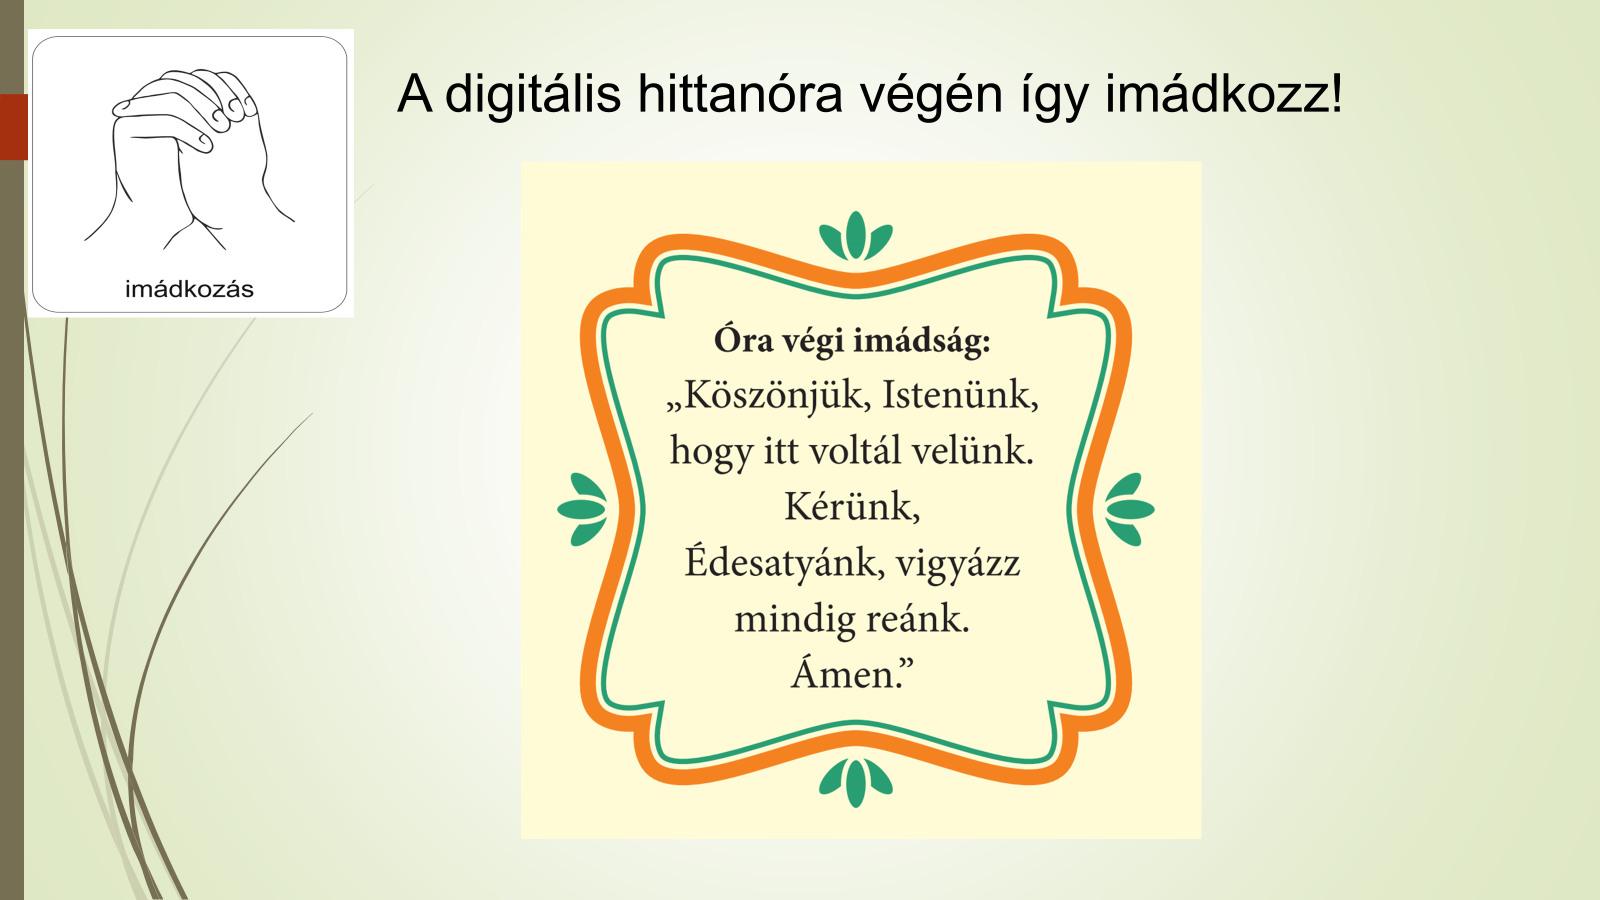 A digitális hittanóra végén így imádkozz!
imádkozás
Óra végi imádság:
„Köszönjük, Istenünk,
hogy itt voltál velünk.
Kérünk,
Édesatyánk, vigyázz
mindig reánk.
Ámen.”